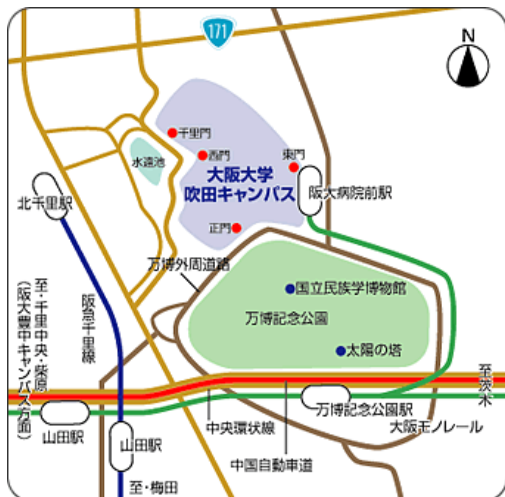 171
N
千里門
西門
水遠池
東門
大阪大学
吹田キャンパス
阪大病院前駅
北千里駅
正門
万博外周道路
国立民族学博物館
万博記念公園
太陽の塔
阪急千里線
至・千里中央・柴原
(阪大豊中キャンパス方面)
至茨木
山田駅
山田駅
中央環状線
万博記念公園駅
大阪モノレール
中国自動車道
至・梅田